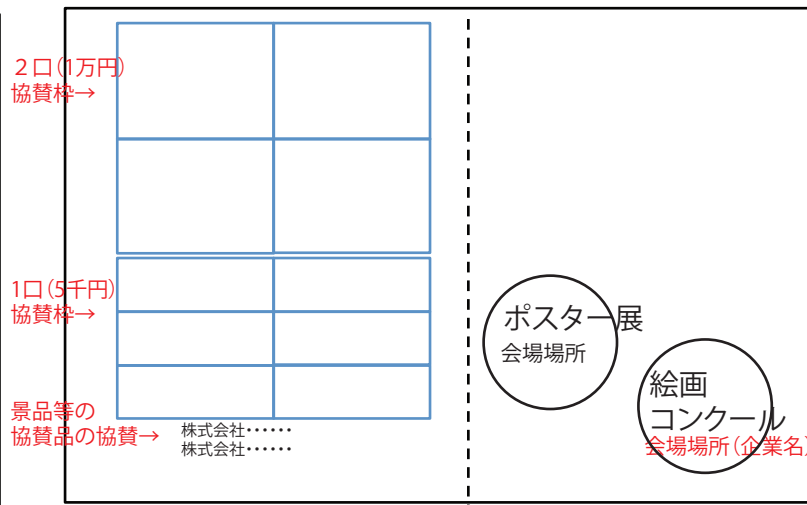 ２口(1万円)
協賛枠→
1口(5千円)
協賛枠→
景品等の
協賛品の協賛→
株式会社‥‥‥
株式会社‥‥‥
ポスター展
会場場所
絵画
コンクール
会場場所(企業名)